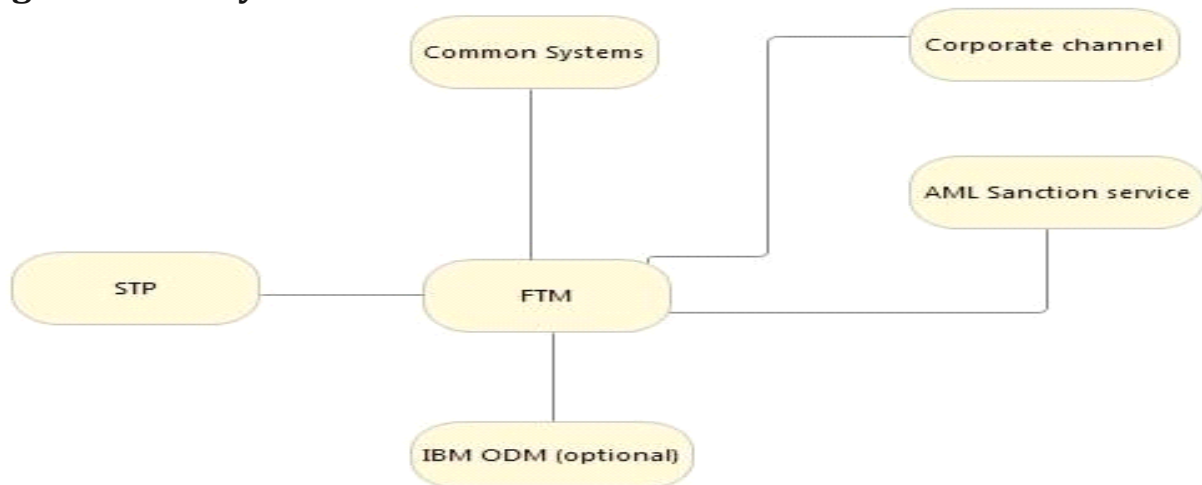 Common Systems
Corporate channel
AML Sanction service
STP
FTM
IBM ODM (optional)